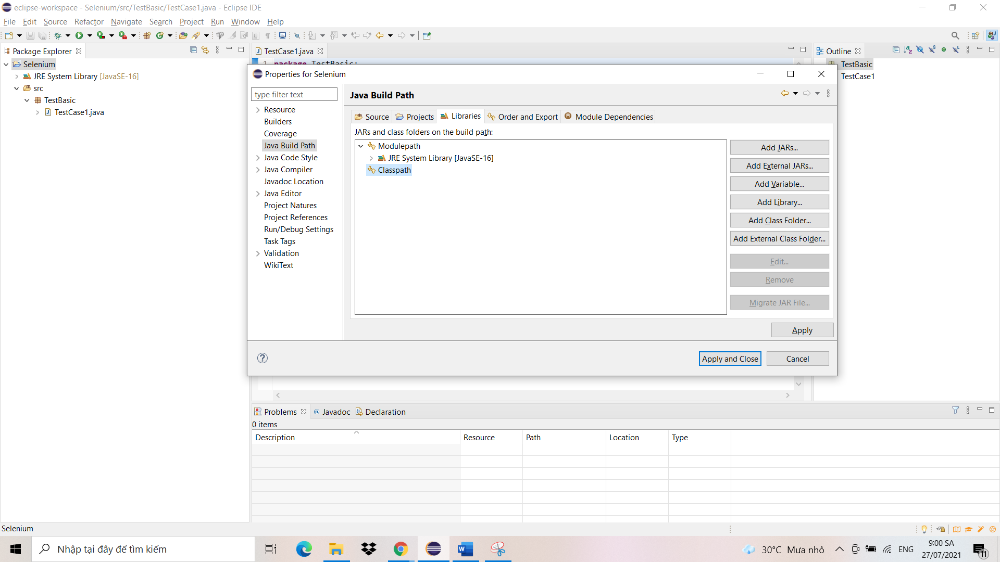 eclipse-workspace - Selenium/src/TestBasic/TestCase1.java - Eclipse IDE
File Edit Source Refactor Navigate Search Project Run Window Help
Package Explorer
Selenium
JRE System Library [JavaSE-16]
src
TestBasic
TestCase1.java
TestCase1.java
1 package TestBasic;
Outline
TestBasic
TestCase1
Properties for Selenium
type filter text
Resource
Builders
Coverage
Java Build Path
Java Code Style
Java Compiler
Javadoc Location
Java Editor
Project Natures
Project References
Run/Debug Settings
Task Tags
Validation
WikiText
Java Build Path
Source Projects Libraries Order and Export Module Dependencies
JARs and class folders on the build path:
Modulepath
JRE System Library [JavaSE-16]
Classpath
Add JARs...
Add External JARs...
Add Variable...
Add Library...
Add Class Folder...
Add External Class Folder...
Edit...
Remove
Migrate JAR File...
Apply
Apply and Close Cancel
Problems Javadoc Declaration
0 items
Description Resource Path Location Type
Selenium
Nhập tại đây để tìm kiếm
30°C Mưa nhỏ
ENG
9:00 SA
27/07/2021
11